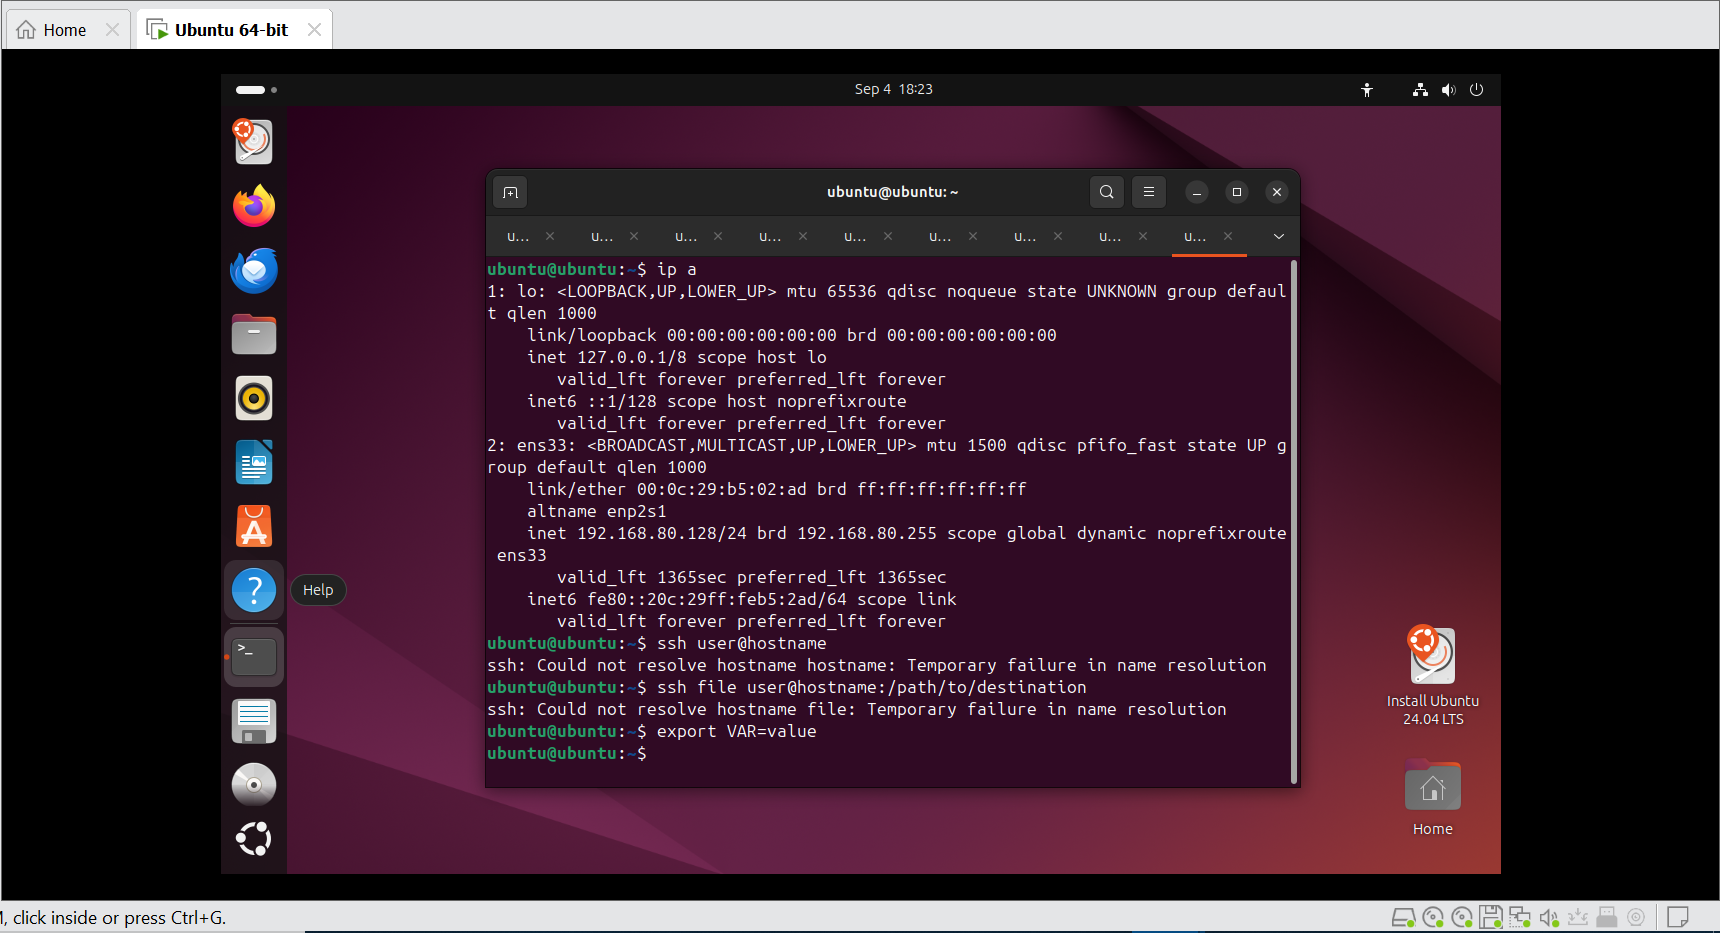 Home
Ubuntu 64-bit
Sep 4 18:23
ubuntu@ubuntu: ~
u... u... u... u... u... u... u... u... u...
ubuntu@ubuntu:~$ ip a
1: lo: <LOOPBACK,UP,LOWER_UP> mtu 65536 qdisc noqueue state UNKNOWN group defaul
t qlen 1000
    link/loopback 00:00:00:00:00:00 brd 00:00:00:00:00:00
    inet 127.0.0.1/8 scope host lo
       valid_lft forever preferred_lft forever
    inet6 ::1/128 scope host noprefixroute
       valid_lft forever preferred_lft forever
2: ens33: <BROADCAST,MULTICAST,UP,LOWER_UP> mtu 1500 qdisc pfifo_fast state UP g
roup default qlen 1000
    link/ether 00:0c:29:b5:02:ad brd ff:ff:ff:ff:ff:ff
    altname enp2s1
    inet 192.168.80.128/24 brd 192.168.80.255 scope global dynamic noprefixroute
 ens33
       valid_lft 1365sec preferred_lft 1365sec
    inet6 fe80::20c:29ff:feb5:2ad/64 scope link
       valid_lft forever preferred_lft forever
ubuntu@ubuntu:~$ ssh user@hostname
ssh: Could not resolve hostname hostname: Temporary failure in name resolution
ubuntu@ubuntu:~$ ssh file user@hostname:/path/to/destination
ssh: Could not resolve hostname file: Temporary failure in name resolution
ubuntu@ubuntu:~$ export VAR=value
ubuntu@ubuntu:~$
Help
Install Ubuntu
24.04 LTS
Home
, click inside or press Ctrl+G.